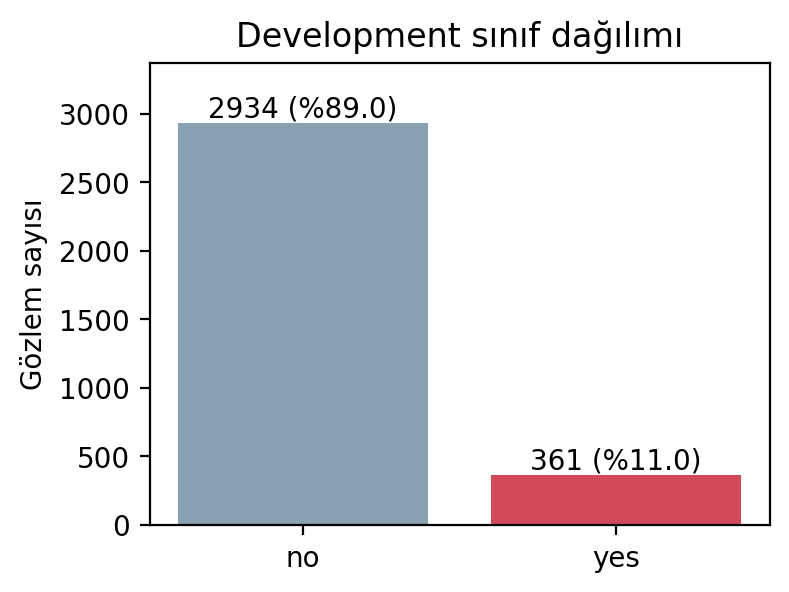 Development sınıf dağılımı
Gözlem sayısı
3000
2500
2000
1500
1000
500
0
2934 (%89.0)
361 (%11.0)
no
yes